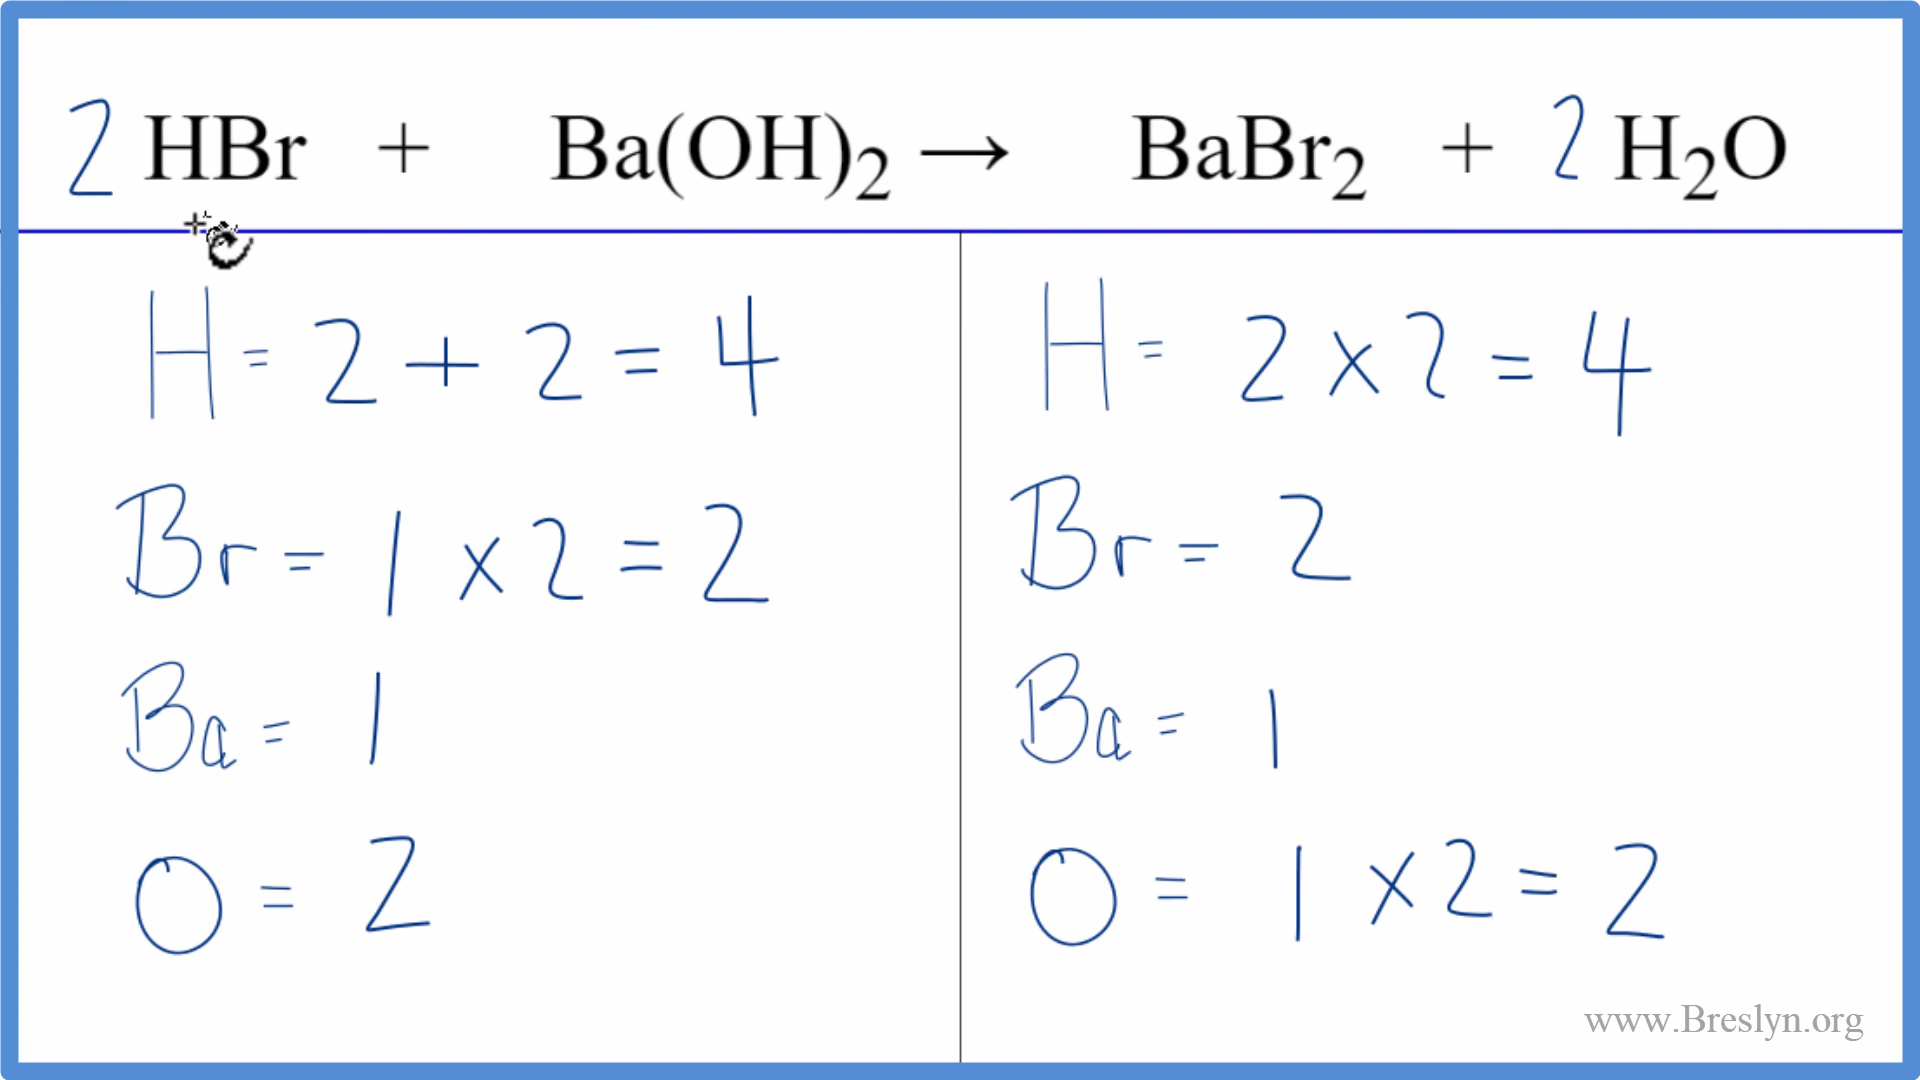 2 HBr + Ba(OH)₂ → BaBr₂ + 2 H₂O
H = 2 + 2 = 4
Br = 1 x 2 = 2
Ba = 1
O = 2
H = 2 x 2 = 4
Br = 2
Ba = 1
O = 1 x 2 = 2
www.Breslyn.org